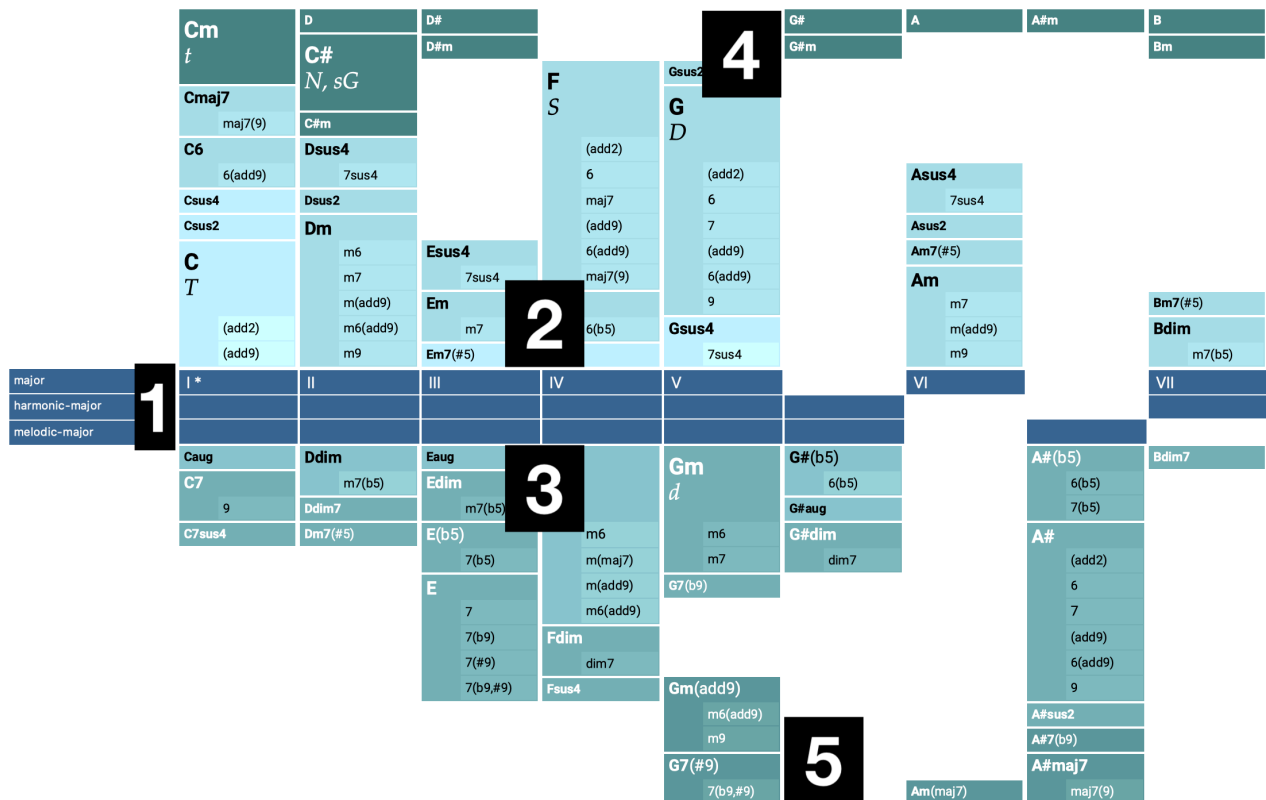 Cm
t
Cmaj7
maj7(9)
C6
6(add9)
Csus4
Csus2
C
T
(add2)
(add9)
D
C#
N, sG
C#m
Dsus4
7sus4
Dsus2
Dm
m6
m7
m(add9)
m6(add9)
m9
D#
D#m
Esus4
7sus4
Em
m7
Em7(#5)
2
F
S
(add2)
6
maj7
(add9)
6(add9)
maj7(9)
6(b5)
4
Gsus2
G
D
(add2)
6
7
(add9)
6(add9)
9
Gsus4
7sus4
G#
G#m
A
Asus4
7sus4
Asus2
Am7(#5)
Am
m7
m(add9)
m9
A#m
B
Bm
Bm7(#5)
Bdim
m7(b5)
1
major
I *
II
III
IV
V
VI
VII
harmonic-major
melodic-major
Caug
C7
9
C7sus4
Ddim
m7(b5)
Ddim7
Dm7(#5)
Eaug
Edim
m7(b5)
E(b5)
7(b5)
E
7
7(b9)
7(#9)
7(b9,#9)
3
m6
m(maj7)
m(add9)
m6(add9)
Fdim
dim7
Fsus4
Gm
d
m6
m7
G7(b9)
Gm(add9)
m6(add9)
m9
G7(#9)
7(b9,#9)
G#(b5)
6(b5)
G#aug
G#dim
dim7
5
Am(maj7)
A#(b5)
6(b5)
7(b5)
A#
(add2)
6
7
(add9)
6(add9)
9
A#sus2
A#7(b9)
A#maj7
maj7(9)
Bdim7